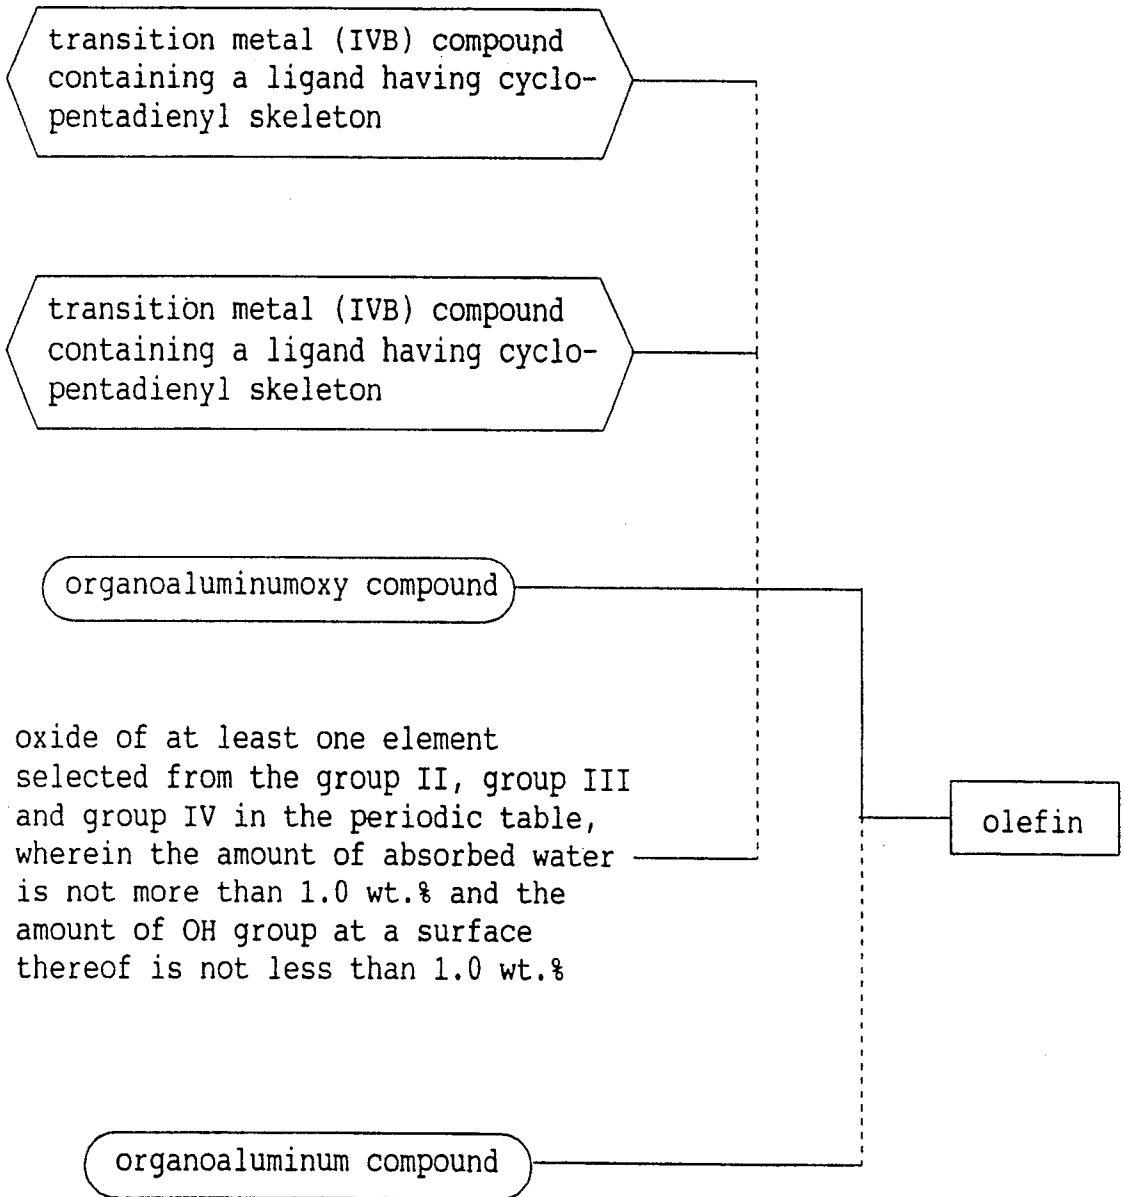 transition metal (IVB) compound
containing a ligand having cyclo-
pentadienyl skeleton
transition metal (IVB) compound
containing a ligand having cyclo-
pentadienyl skeleton
organoaluminumoxy compound
oxide of at least one element
selected from the group II, group III
and group IV in the periodic table,
wherein the amount of absorbed water
is not more than 1.0 wt.% and the
amount of OH group at a surface
thereof is not less than 1.0 wt.%
olefin
organoaluminum compound